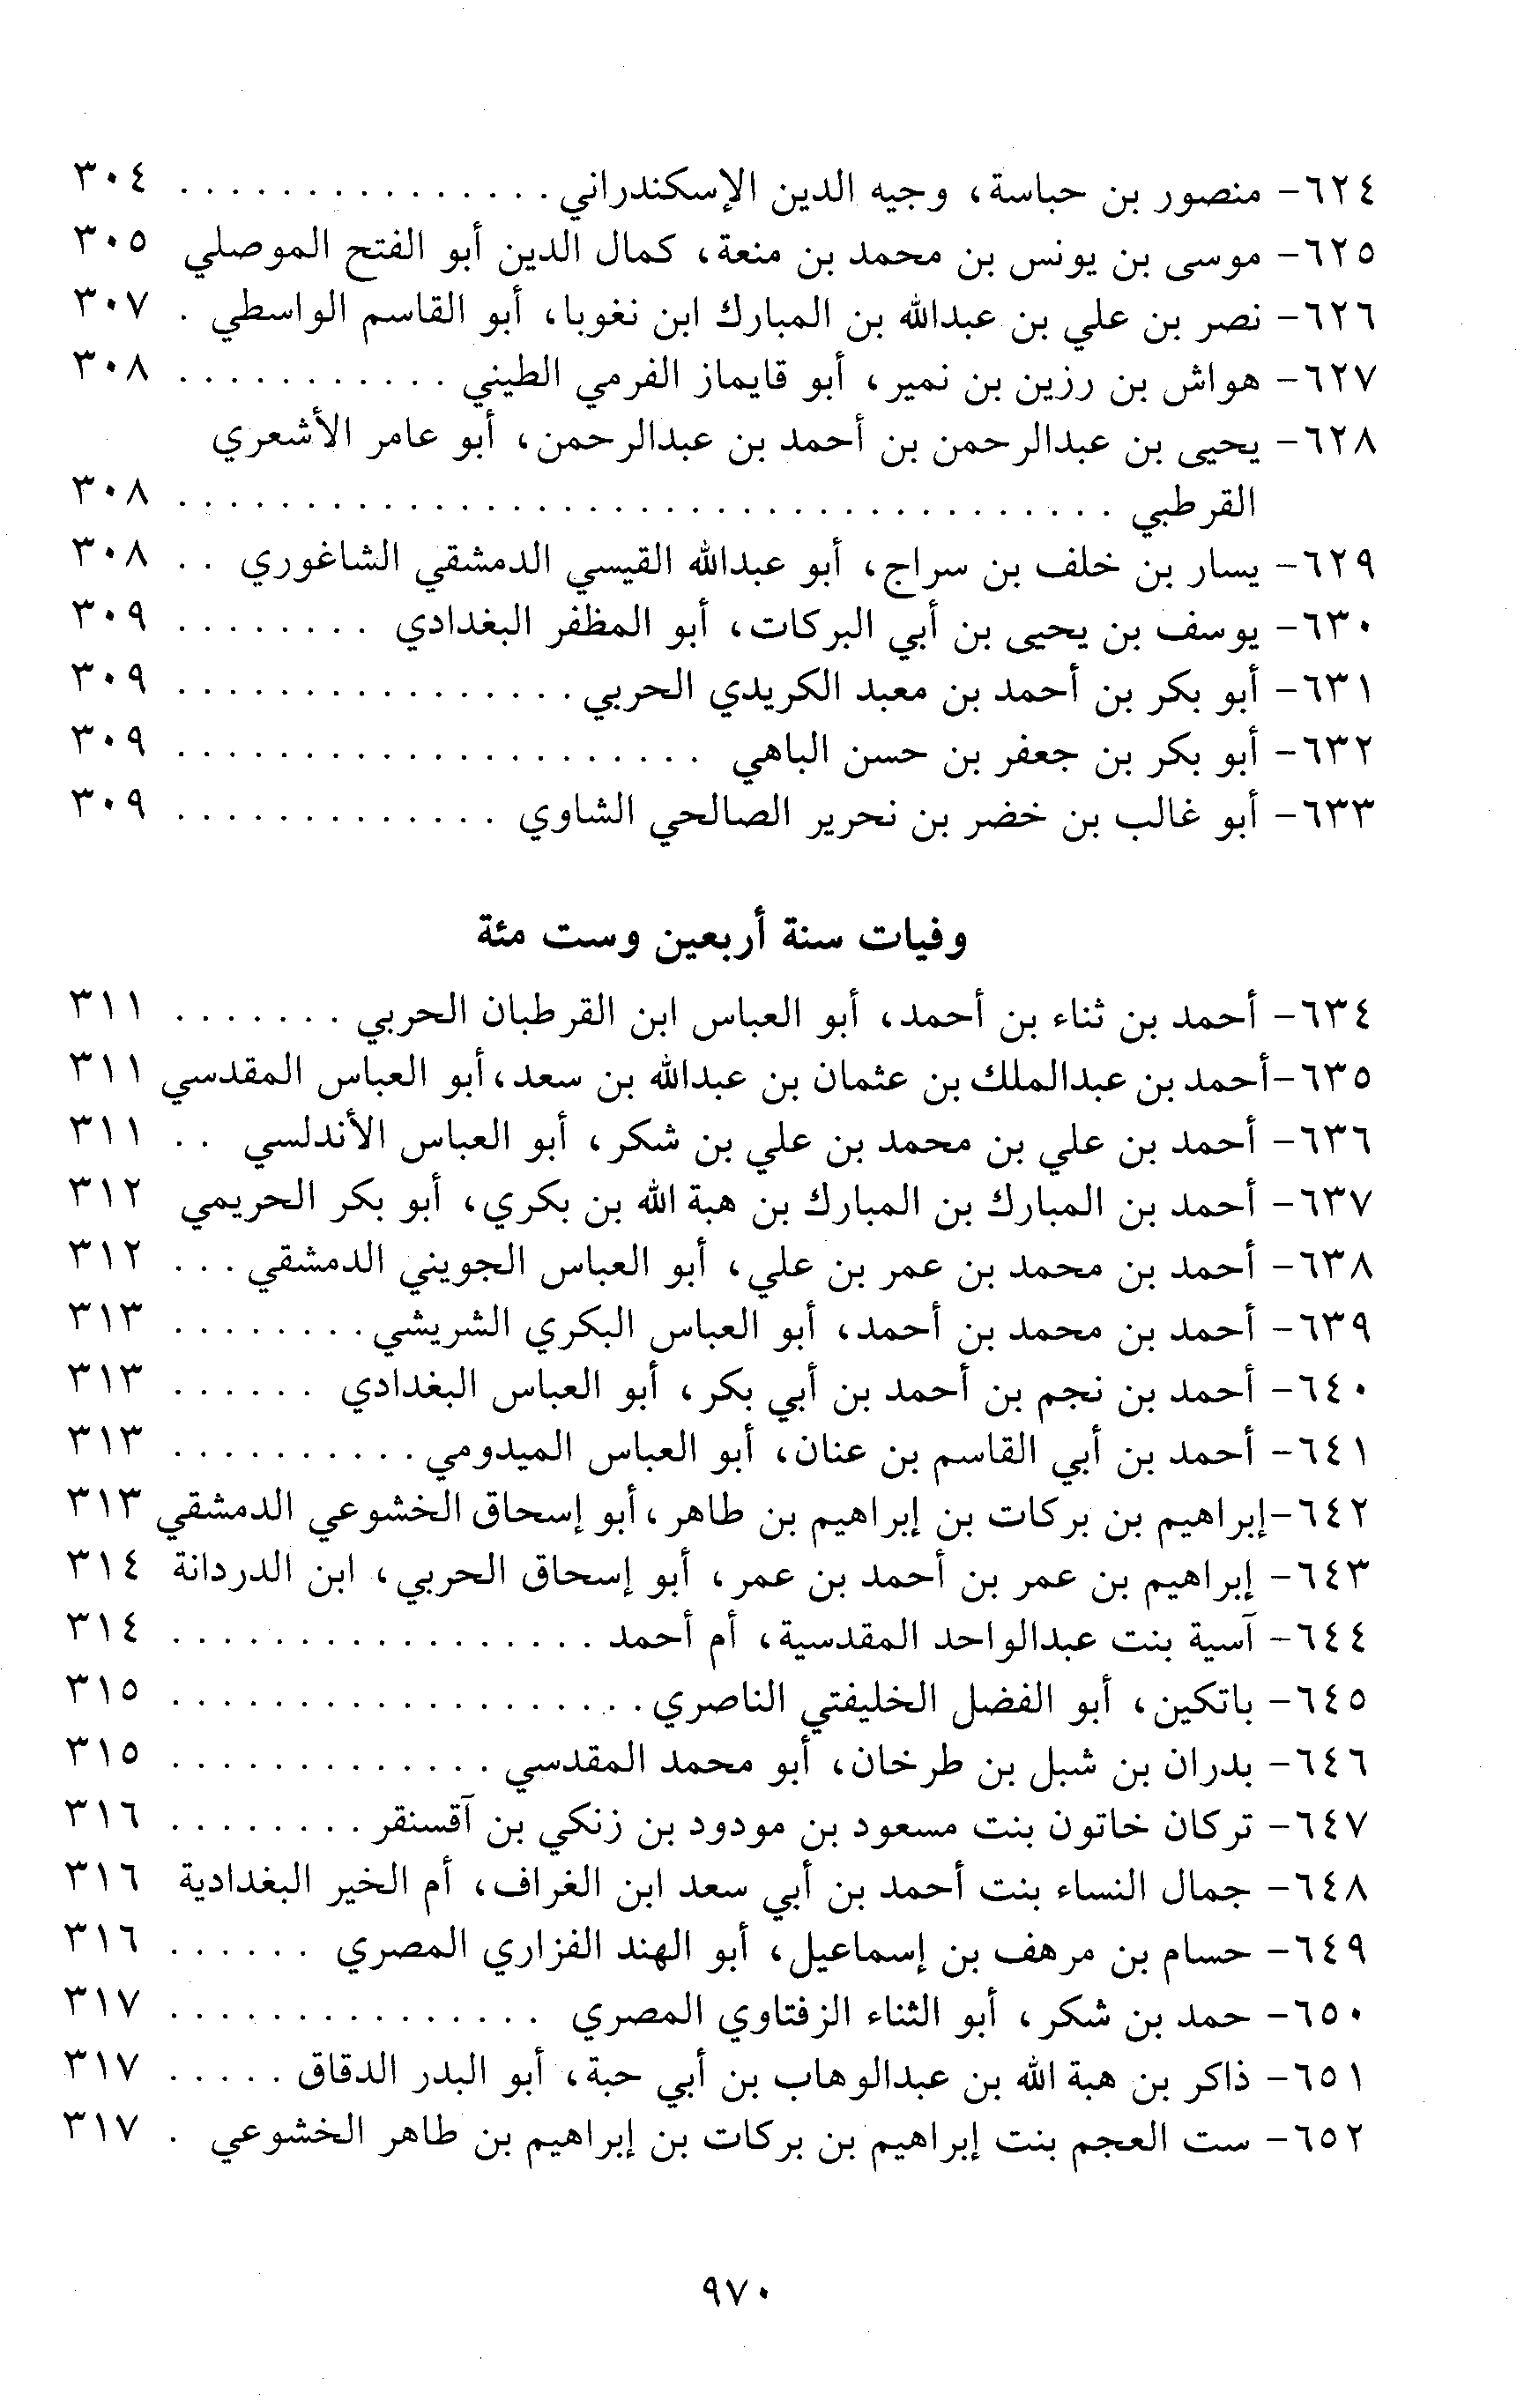 ٦٢٤- منصور بن حباسة، وجيه الدين الإسكندراني . . . . . . . . . . . . . . . ٣٠٤
٦٢٥- موسى بن يونس بن محمد بن منعة، كمال الدين أبو الفتح الموصلي ٣٠٥
٦٢٦- نصر بن علي بن عبدالله بن المبارك ابن نغوبا، أبو القاسم الواسطي . ٣٠٧
٦٢٧- هواش بن رزين بن نمير، أبو قايماز الفرمي الطيني . . . . . . . . . . . ٣٠٨
٦٢٨- يحيى بن عبدالرحمن بن أحمد بن عبدالرحمن، أبو عامر الأشعري
القرطبي . . . . . . . . . . . . . . . . . . . . . . . . . . . . . . . . . . . . . ٣٠٨
٦٢٩- يسار بن خلف بن سراج، أبو عبدالله القيسي الدمشقي الشاغوري . . ٣٠٨
٦٣٠- يوسف بن يحيى بن أبي البركات، أبو المظفر البغدادي . . . . . . . . ٣٠٩
٦٣١- أبو بكر بن أحمد بن معبد الكريدي الحربي . . . . . . . . . . . . . . . . ٣٠٩
٦٣٢- أبو بكر بن جعفر بن حسن الباهي . . . . . . . . . . . . . . . . . . . . . ٣٠٩
٦٣٣- أبو غالب بن خضر بن نحرير الصالحي الشاوي . . . . . . . . . . . . . ٣٠٩
وفيات سنة أربعين وست مئة
٦٣٤- أحمد بن ثناء بن أحمد، أبو العباس ابن القرطبان الحربي . . . . . . . ٣١١
٦٣٥-أحمد بن عبدالملك بن عثمان بن عبدالله بن سعد،أبو العباس المقدسي ٣١١
٦٣٦- أحمد بن علي بن محمد بن علي بن شكر، أبو العباس الأندلسي . . ٣١١
٦٣٧- أحمد بن المبارك بن المبارك بن هبة الله بن بكري، أبو بكر الحريمي ٣١٢
٦٣٨- أحمد بن محمد بن عمر بن علي، أبو العباس الجويني الدمشقي . . . ٣١٢
٦٣٩- أحمد بن محمد بن أحمد، أبو العباس البكري الشريشي . . . . . . . . ٣١٣
٦٤٠- أحمد بن نجم بن أحمد بن أبي بكر، أبو العباس البغدادي . . . . . . ٣١٣
٦٤١- أحمد بن أبي القاسم بن عنان، أبو العباس الميدومي . . . . . . . . . . ٣١٣
٦٤٢-إبراهيم بن بركات بن إبراهيم بن طاهر،أبو إسحاق الخشوعي الدمشقي ٣١٣
٦٤٣- إبراهيم بن عمر بن أحمد بن عمر، أبو إسحاق الحربي، ابن الدردانة ٣١٤
٦٤٤- آسية بنت عبدالواحد المقدسية، أم أحمد . . . . . . . . . . . . . . . . . ٣١٤
٦٤٥- باتكين، أبو الفضل الخليفتي الناصري . . . . . . . . . . . . . . . . . . . ٣١٥
٦٤٦- بدران بن شبل بن طرخان، أبو محمد المقدسي . . . . . . . . . . . . . ٣١٥
٦٤٧- تركان خاتون بنت مسعود بن مودود بن زنكي بن آقسنقر . . . . . . . . ٣١٦
٦٤٨- جمال النساء بنت أحمد بن أبي سعد ابن الغراف، أم الخير البغدادية ٣١٦
٦٤٩- حسام بن مرهف بن إسماعيل، أبو الهند الفزاري المصري . . . . . . ٣١٦
٦٥٠- حمد بن شكر، أبو الثناء الزفتاوي المصري . . . . . . . . . . . . . . . ٣١٧
٦٥١- ذاكر بن هبة الله بن عبدالوهاب بن أبي حبة، أبو البدر الدقاق . . . . . ٣١٧
٦٥٢- ست العجم بنت إبراهيم بن بركات بن إبراهيم بن طاهر الخشوعي . ٣١٧
٩٧٠